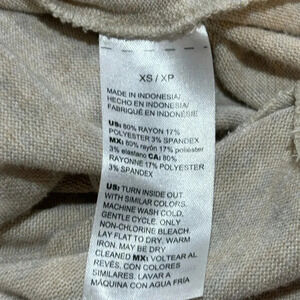 XS / XP
MADE IN INDONESIA/
HECHO EN INDONESIA/
FABRIQUÉ EN INDONÉSIE/
US: 80% RAYON 17%
POLYESTER 3% SPANDEX
MX: 80% rayón 17% poliéster
3% elastano CA: 80%
RAYONNE 17% POLYESTER
3% SPANDEX
US: TURN INSIDE OUT
WITH SIMILAR COLORS.
MACHINE WASH COLD,
GENTLE CYCLE. ONLY
NON-CHLORINE BLEACH.
LAY FLAT TO DRY. WARM
IRON. MAY BE DRY
CLEANED MX: VOLTEAR AL
REVÉS, CON COLORES
SIMILARES. LAVAR A
MÁQUINA CON AGUA FRÍA